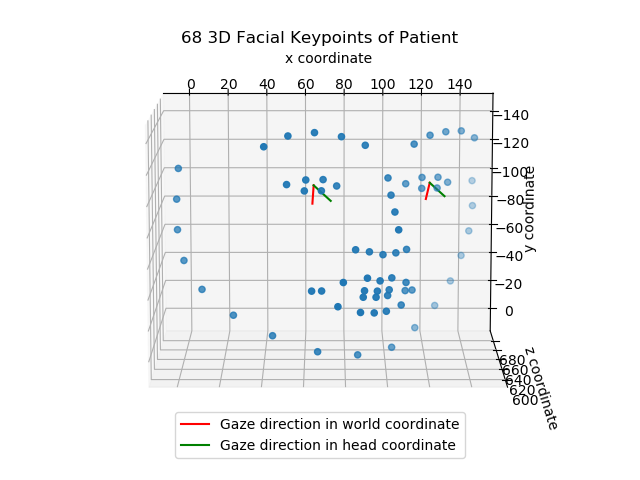 68 3D Facial Keypoints of Patient
x coordinate
0 20 40 60 80 100 120 140
−140
−120
−100
−80
−60
−40
−20
0
y coordinate
680
660
640
620
600
z coordinate
Gaze direction in world coordinate
Gaze direction in head coordinate